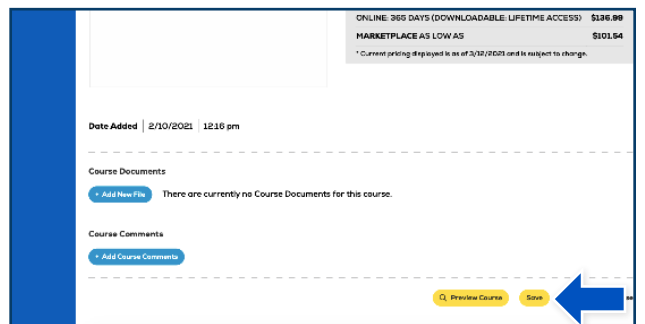 ONLINE: 365 DAYS (DOWNLOADABLE: LIFETIME ACCESS) $136.99
MARKETPLACE AS LOW AS $101.54
* Current pricing displayed is as of 3/12/2021 and is subject to change.
Date Added 2/10/2021 12:16 pm
Course Documents
+ Add New File There are currently no Course Documents for this course.
Course Comments
+ Add Course Comments
Preview Course Save